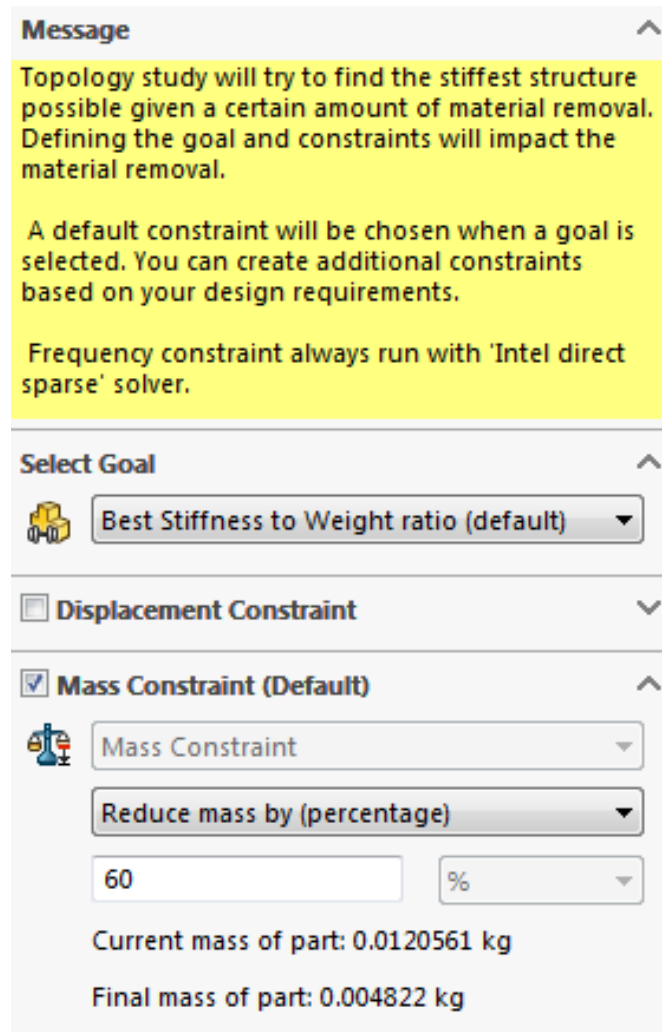 Message
Topology study will try to find the stiffest structure
possible given a certain amount of material removal.
Defining the goal and constraints will impact the
material removal.
A default constraint will be chosen when a goal is
selected. You can create additional constraints
based on your design requirements.
Frequency constraint always run with 'Intel direct
sparse' solver.
Select Goal
Best Stiffness to Weight ratio (default)
Displacement Constraint
Mass Constraint (Default)
Mass Constraint
Reduce mass by (percentage)
60 %
Current mass of part: 0.0120561 kg
Final mass of part: 0.004822 kg